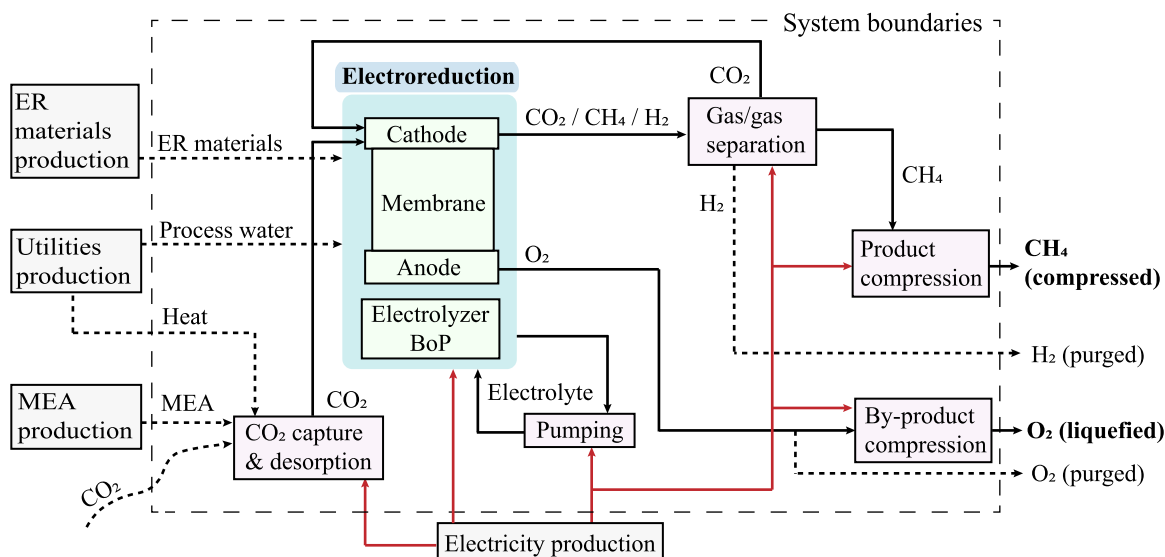 System boundaries
ER
materials
production
ER materials
Electroreduction
Cathode
Membrane
Anode
Electrolyzer
BoP
CO₂
CO₂ / CH₄ / H₂
Gas/gas
separation
H₂
CH₄
Utilities
production
Process water
Heat
O₂
Product
compression
CH₄
(compressed)
H₂ (purged)
MEA
production
MEA
CO₂
CO₂
CO₂ capture
& desorption
Electrolyte
Pumping
By-product
compression
O₂ (liquefied)
O₂ (purged)
Electricity production